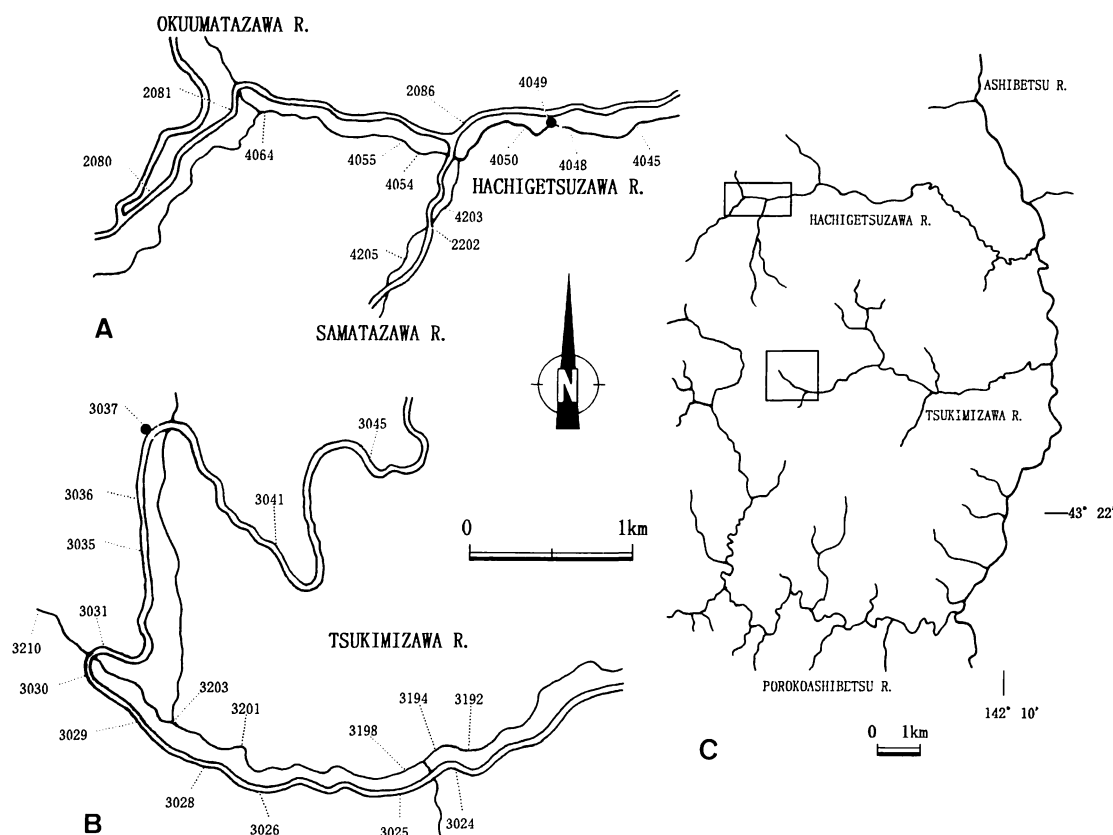 OKUUMATAZAWA R.
2081
2086
4049
2080
4064
4055
4054
4050
4048
4045
HACHIGETSUZAWA R.
4203
2202
4205
SAMATAZAWA R.
A
N
3037
3045
3036
3041
3035
0 1km
3031
TSUKIMIZAWA R.
3210
3030
3203
3201
3194
3192
3029
3198
3028
3026
3025
3024
B
ASHIBETSU R.
HACHIGETSUZAWA R.
TSUKIMIZAWA R.
43° 22'
POROKOASHIBETSU R.
142° 10'
0 1km
C